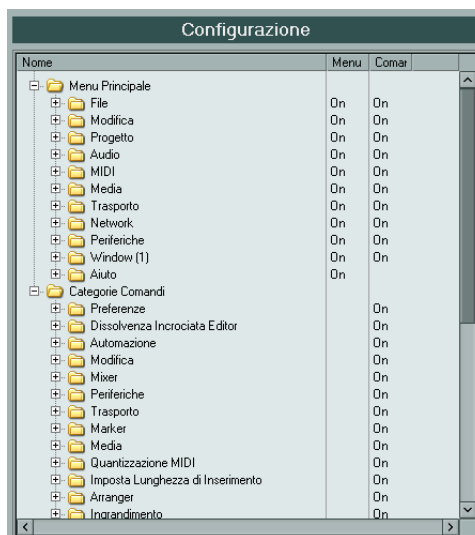 Configurazione
Nome Menu Comar
Menu Principale
File On On
Modifica On On
Progetto On On
Audio On On
MIDI On On
Media On On
Trasporto On On
Network On On
Periferiche On On
Window (1) On On
Aiuto On
Categorie Comandi
Preferenze On
Dissolvenza Incrociata Editor On
Automazione On
Modifica On
Mixer On
Periferiche On
Trasporto On
Marker On
Media On
Quantizzazione MIDI On
Imposta Lunghezza di Inserimento On
Arranger On
Ingrandimento On